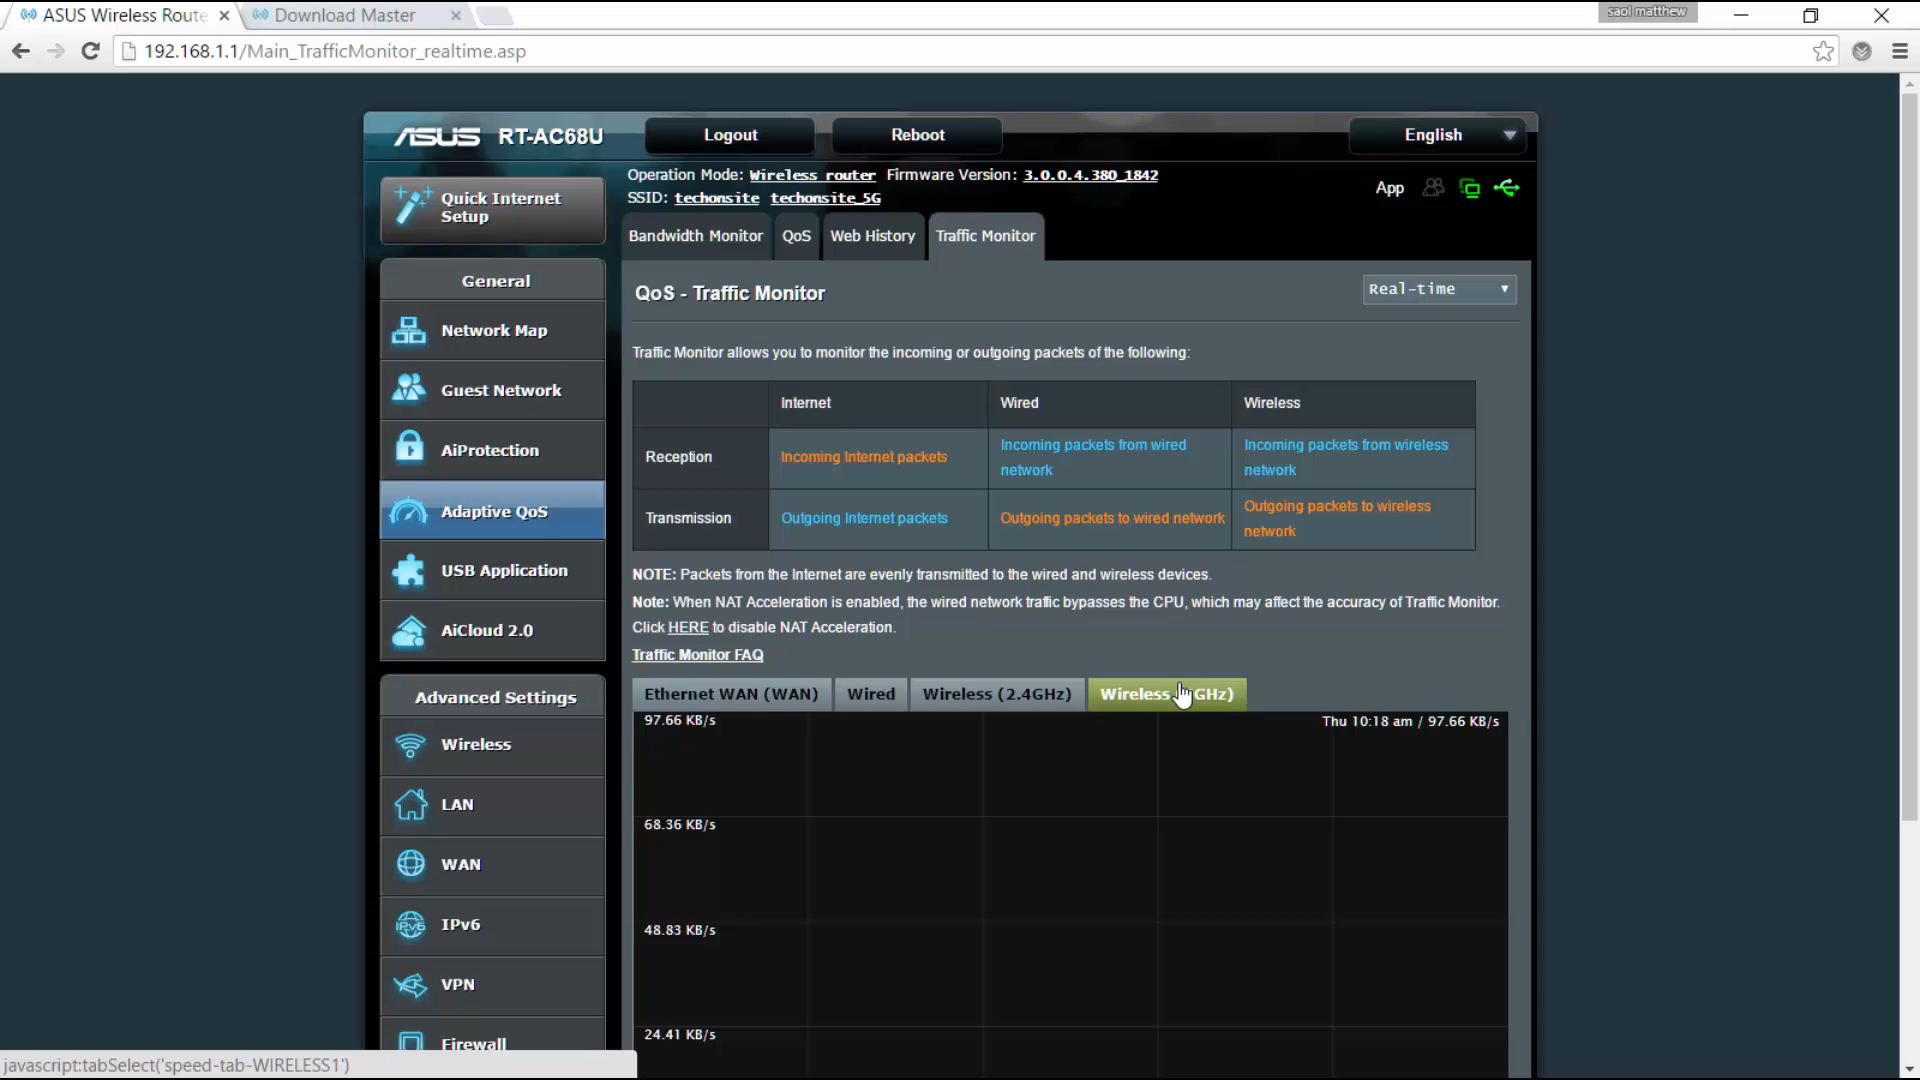 ASUS Wireless Route
Download Master
saol matthew
192.168.1.1/Main_TrafficMonitor_realtime.asp
ASUS RT-AC68U
Logout
Reboot
English
Operation Mode: Wireless router Firmware Version: 3.0.0.4.380_1842
SSID: techonsite techonsite_5G
App
Quick Internet
Setup
General
Network Map
Guest Network
AiProtection
Adaptive QoS
USB Application
AiCloud 2.0
Advanced Settings
Wireless
LAN
WAN
IPv6
VPN
Firewall
Bandwidth Monitor
QoS
Web History
Traffic Monitor
QoS - Traffic Monitor
Real-time
Traffic Monitor allows you to monitor the incoming or outgoing packets of the following:
Internet
Wired
Wireless
Reception
Incoming Internet packets
Incoming packets from wired
network
Incoming packets from wireless
network
Transmission
Outgoing Internet packets
Outgoing packets to wired network
Outgoing packets to wireless
network
NOTE: Packets from the Internet are evenly transmitted to the wired and wireless devices.
Note: When NAT Acceleration is enabled, the wired network traffic bypasses the CPU, which may affect the accuracy of Traffic Monitor.
Click HERE to disable NAT Acceleration.
Traffic Monitor FAQ
Ethernet WAN (WAN)
Wired
Wireless (2.4GHz)
Wireless GHz)
97.66 KB/s
Thu 10:18 am / 97.66 KB/s
68.36 KB/s
48.83 KB/s
24.41 KB/s
javascript:tabSelect('speed-tab-WIRELESS1')